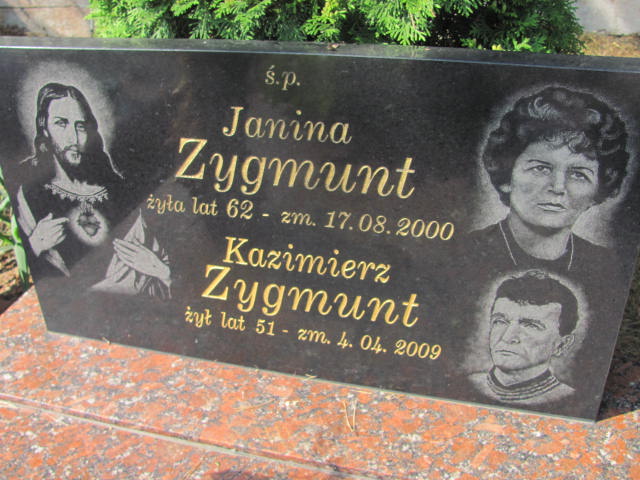 ś.p.
Janina
Zygmunt
żyła lat 62 - zm. 17.08.2000
Kazimierz
Zygmunt
żył lat 51 - zm. 4.04.2009